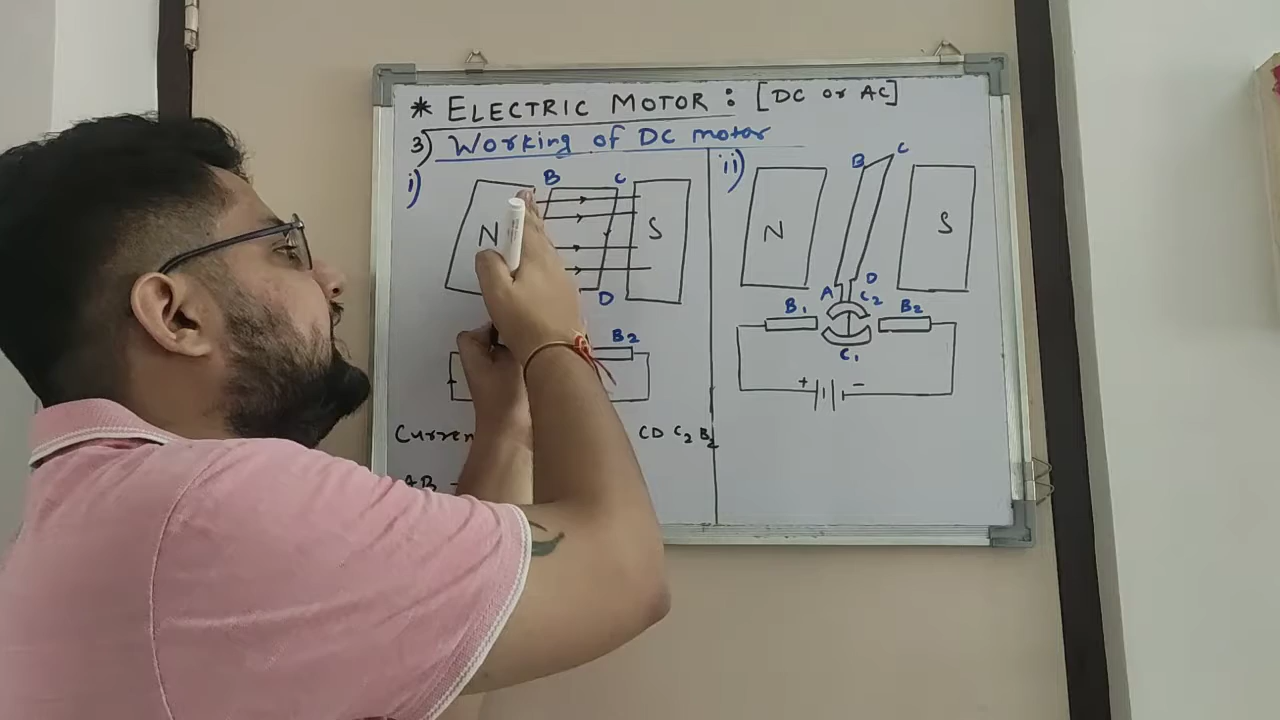 * ELECTRIC MOTOR : [DC or AC]
3) Working of DC motor
i)
B C
N S
D
B2
CD C2 B2
AB -
ii)
B C
N S
A D
B1 C2 B2
C1
+ -